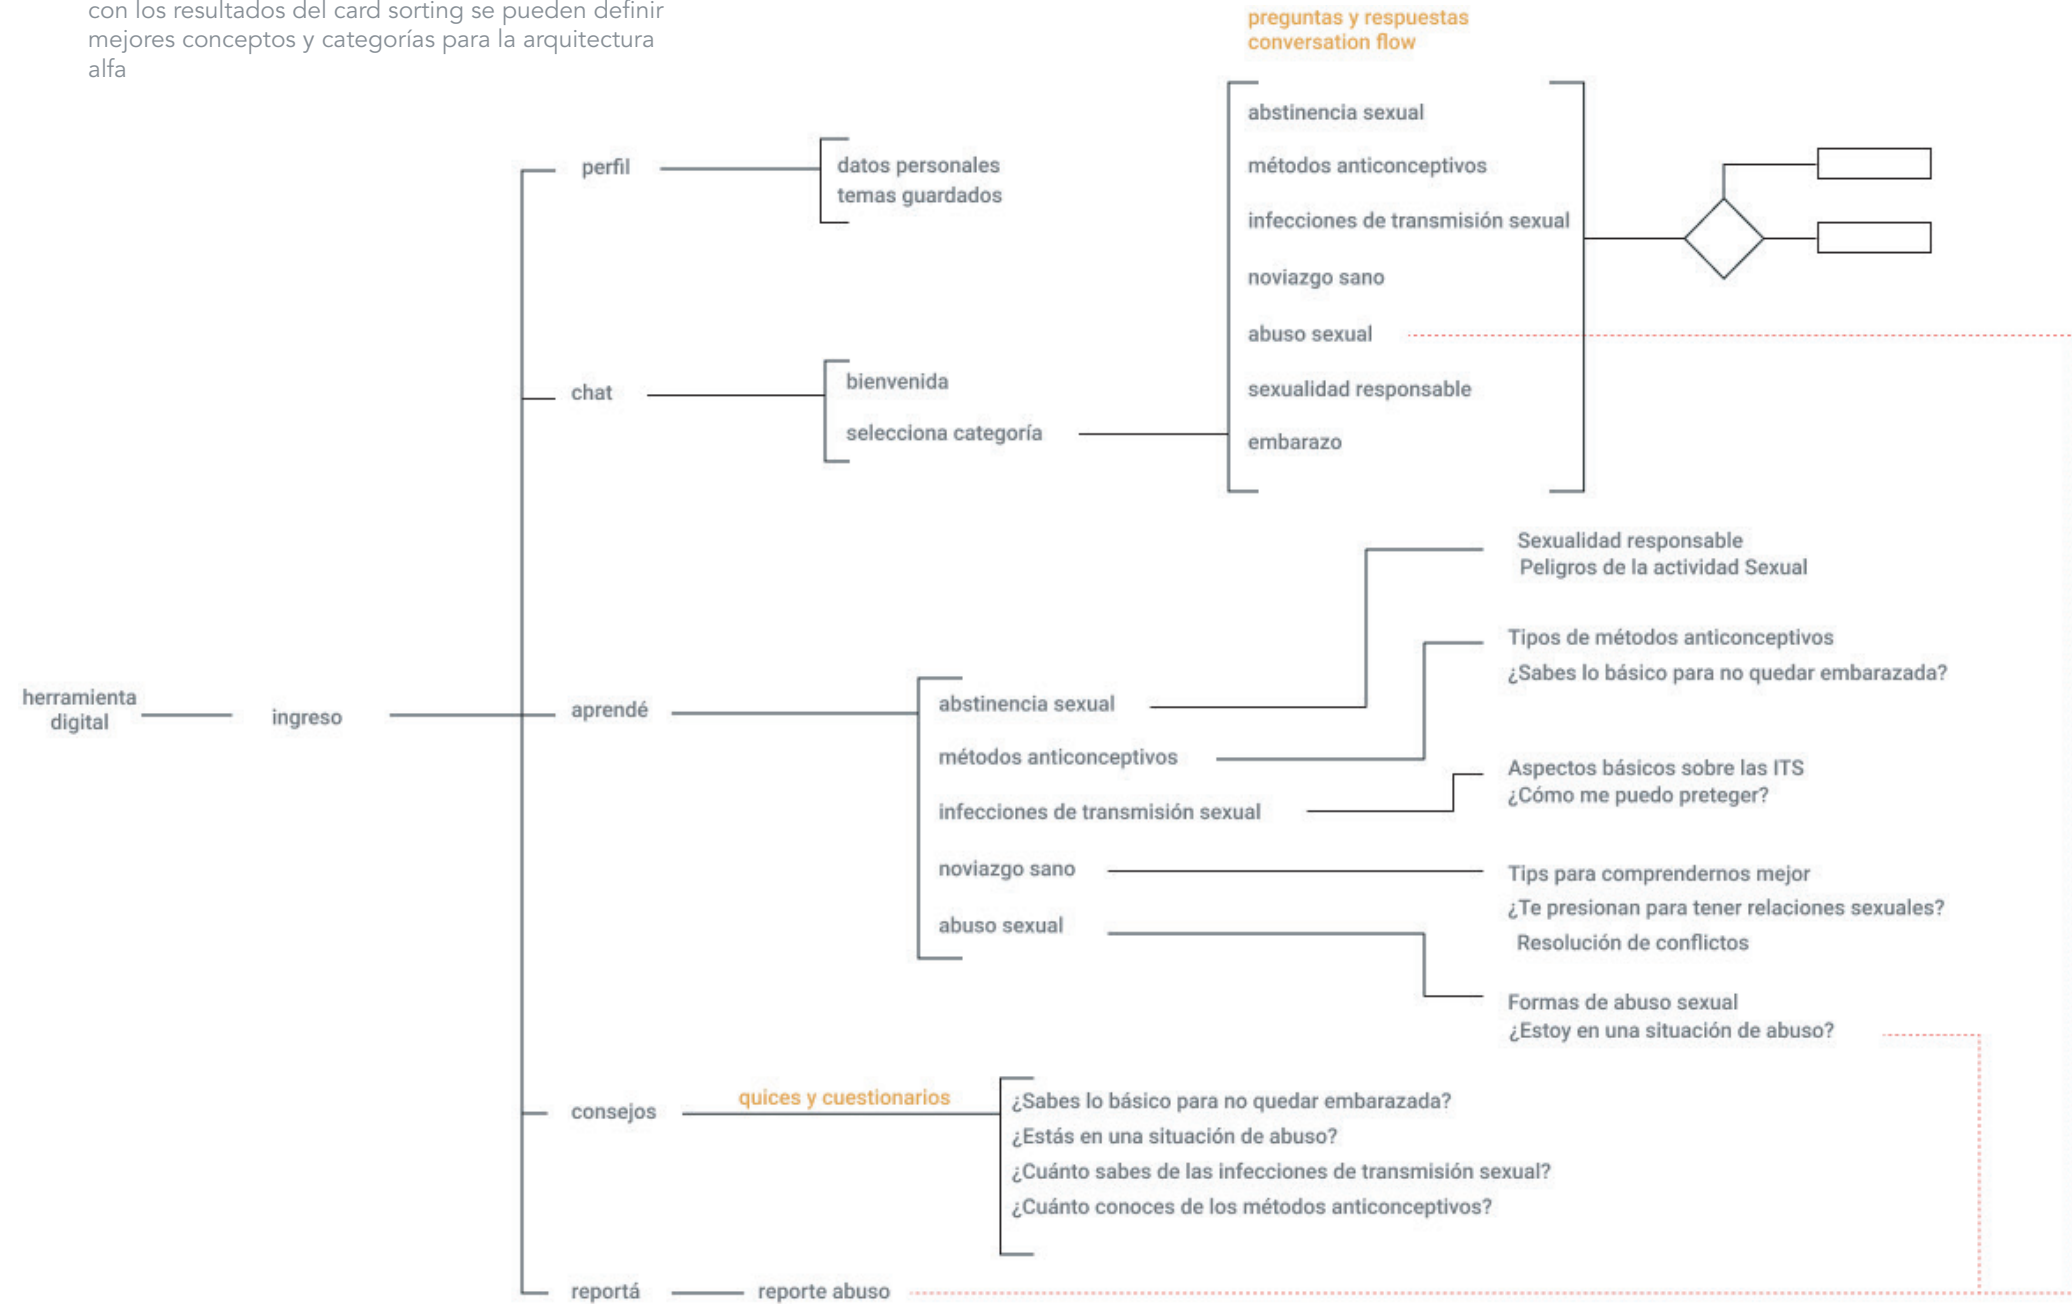 con los resultados del card sorting se pueden definir
mejores conceptos y categorías para la arquitectura
alfa
preguntas y respuestas
conversation flow
abstinencia sexual
métodos anticonceptivos
infecciones de transmisión sexual
noviazgo sano
abuso sexual
sexualidad responsable
embarazo
perfil
datos personales
temas guardados
chat
bienvenida
selecciona categoría
herramienta
digital
ingreso
aprendé
abstinencia sexual
métodos anticonceptivos
infecciones de transmisión sexual
noviazgo sano
abuso sexual
Sexualidad responsable
Peligros de la actividad Sexual
Tipos de métodos anticonceptivos
¿Sabes lo básico para no quedar embarazada?
Aspectos básicos sobre las ITS
¿Cómo me puedo preteger?
Tips para comprendernos mejor
¿Te presionan para tener relaciones sexuales?
Resolución de conflictos
Formas de abuso sexual
¿Estoy en una situación de abuso?
consejos
quices y cuestionarios
¿Sabes lo básico para no quedar embarazada?
¿Estás en una situación de abuso?
¿Cuánto sabes de las infecciones de transmisión sexual?
¿Cuánto conoces de los métodos anticonceptivos?
reportá
reporte abuso